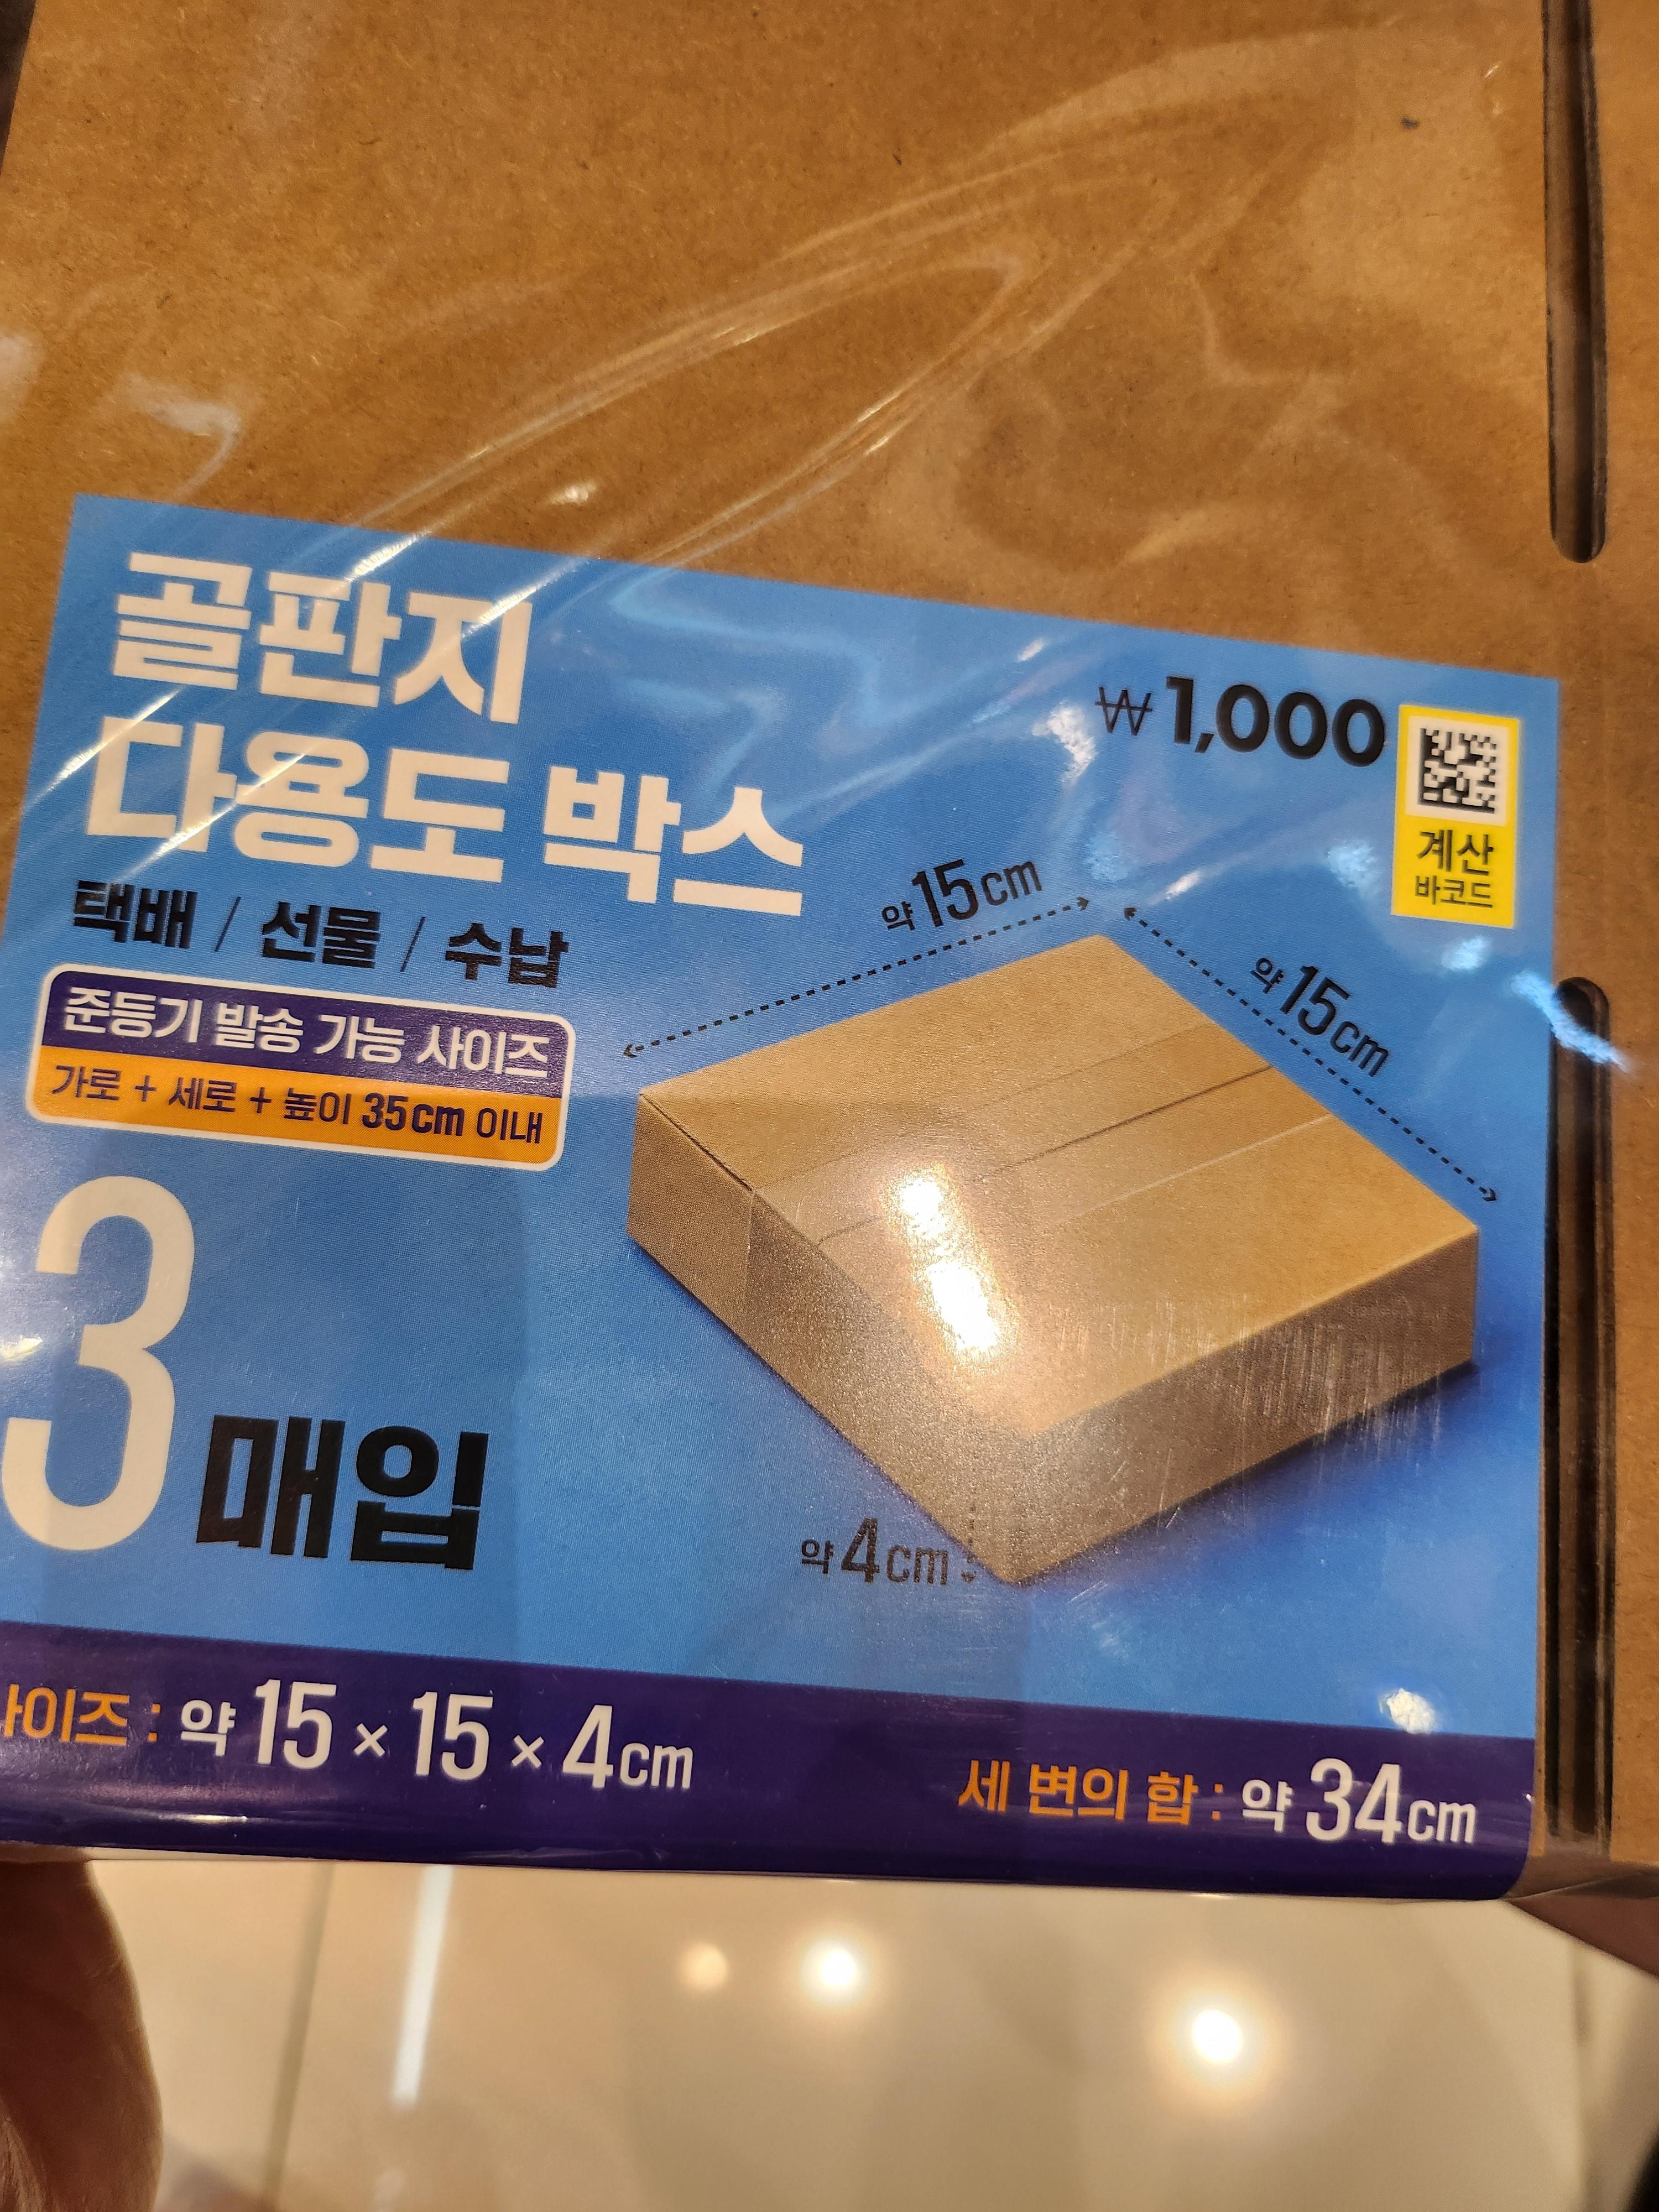 골판지
다용도 박스
₩1,000
계산
바코드
택배 / 선물 / 수납
준등기 발송 가능 사이즈
가로 + 세로 + 높이 35cm 이내
약 15cm
약 15cm
3매입
약 4cm
사이즈 : 약 15 × 15 × 4cm
세 변의 합 : 약 34cm